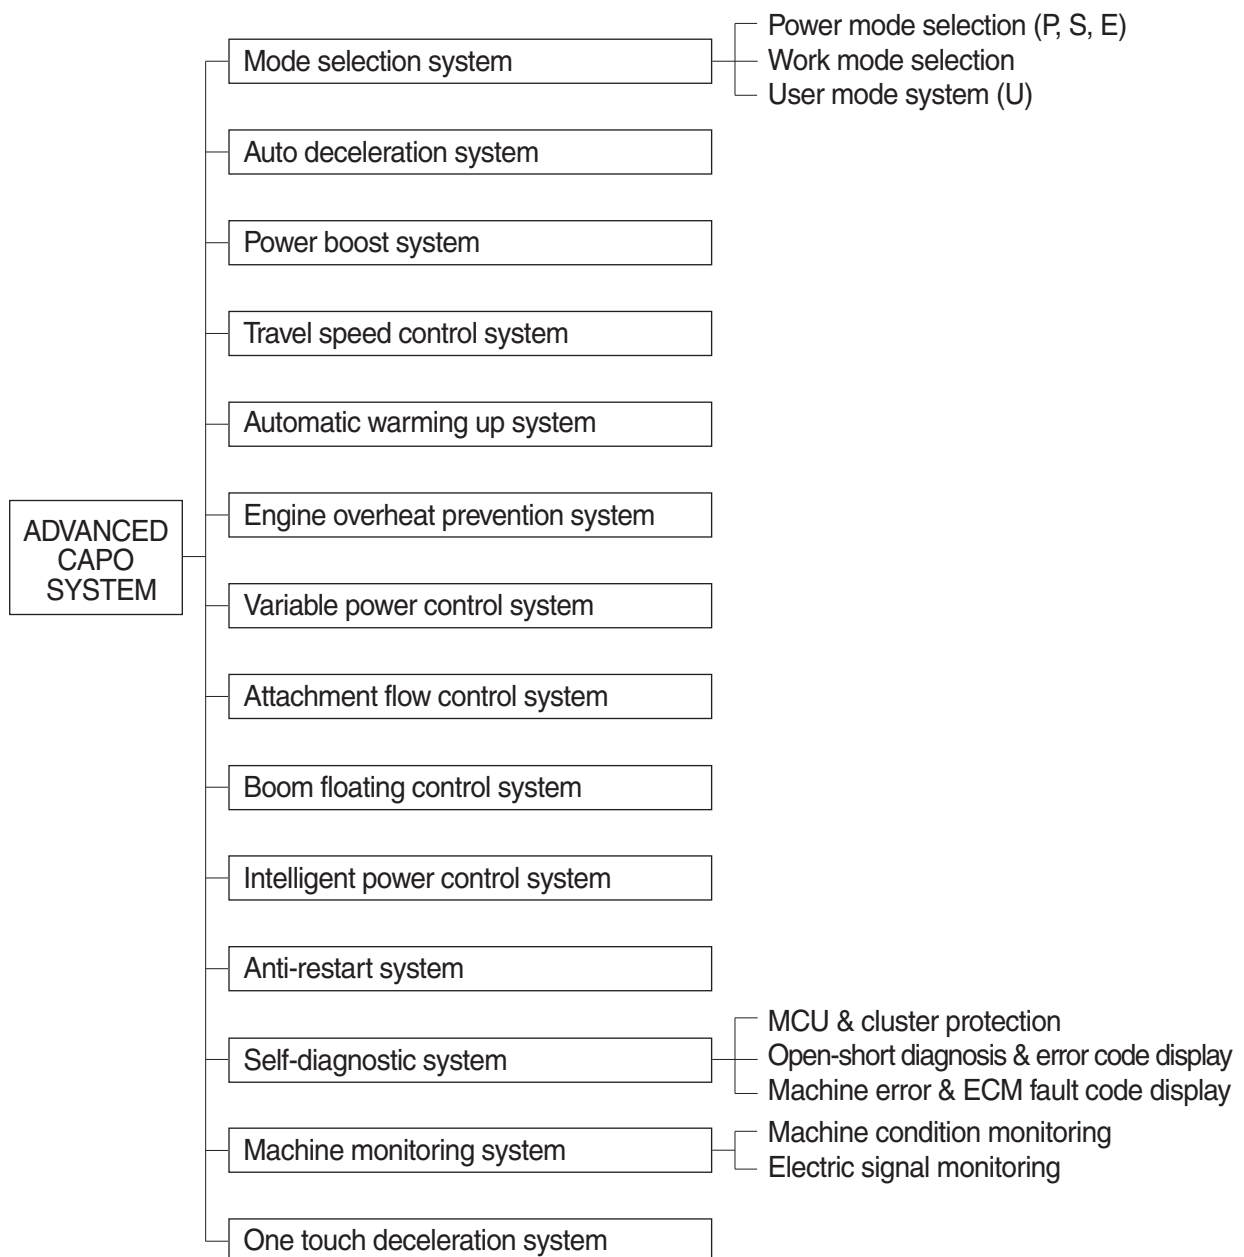 Power mode selection (P, S, E)
Mode selection system
Work mode selection
User mode system (U)
Auto deceleration system
Power boost system
Travel speed control system
Automatic warming up system
Engine overheat prevention system
ADVANCED
CAPO
SYSTEM
Variable power control system
Attachment flow control system
Boom floating control system
Intelligent power control system
Anti-restart system
MCU & cluster protection
Self-diagnostic system
Open-short diagnosis & error code display
Machine error & ECM fault code display
Machine condition monitoring
Machine monitoring system
Electric signal monitoring
One touch deceleration system